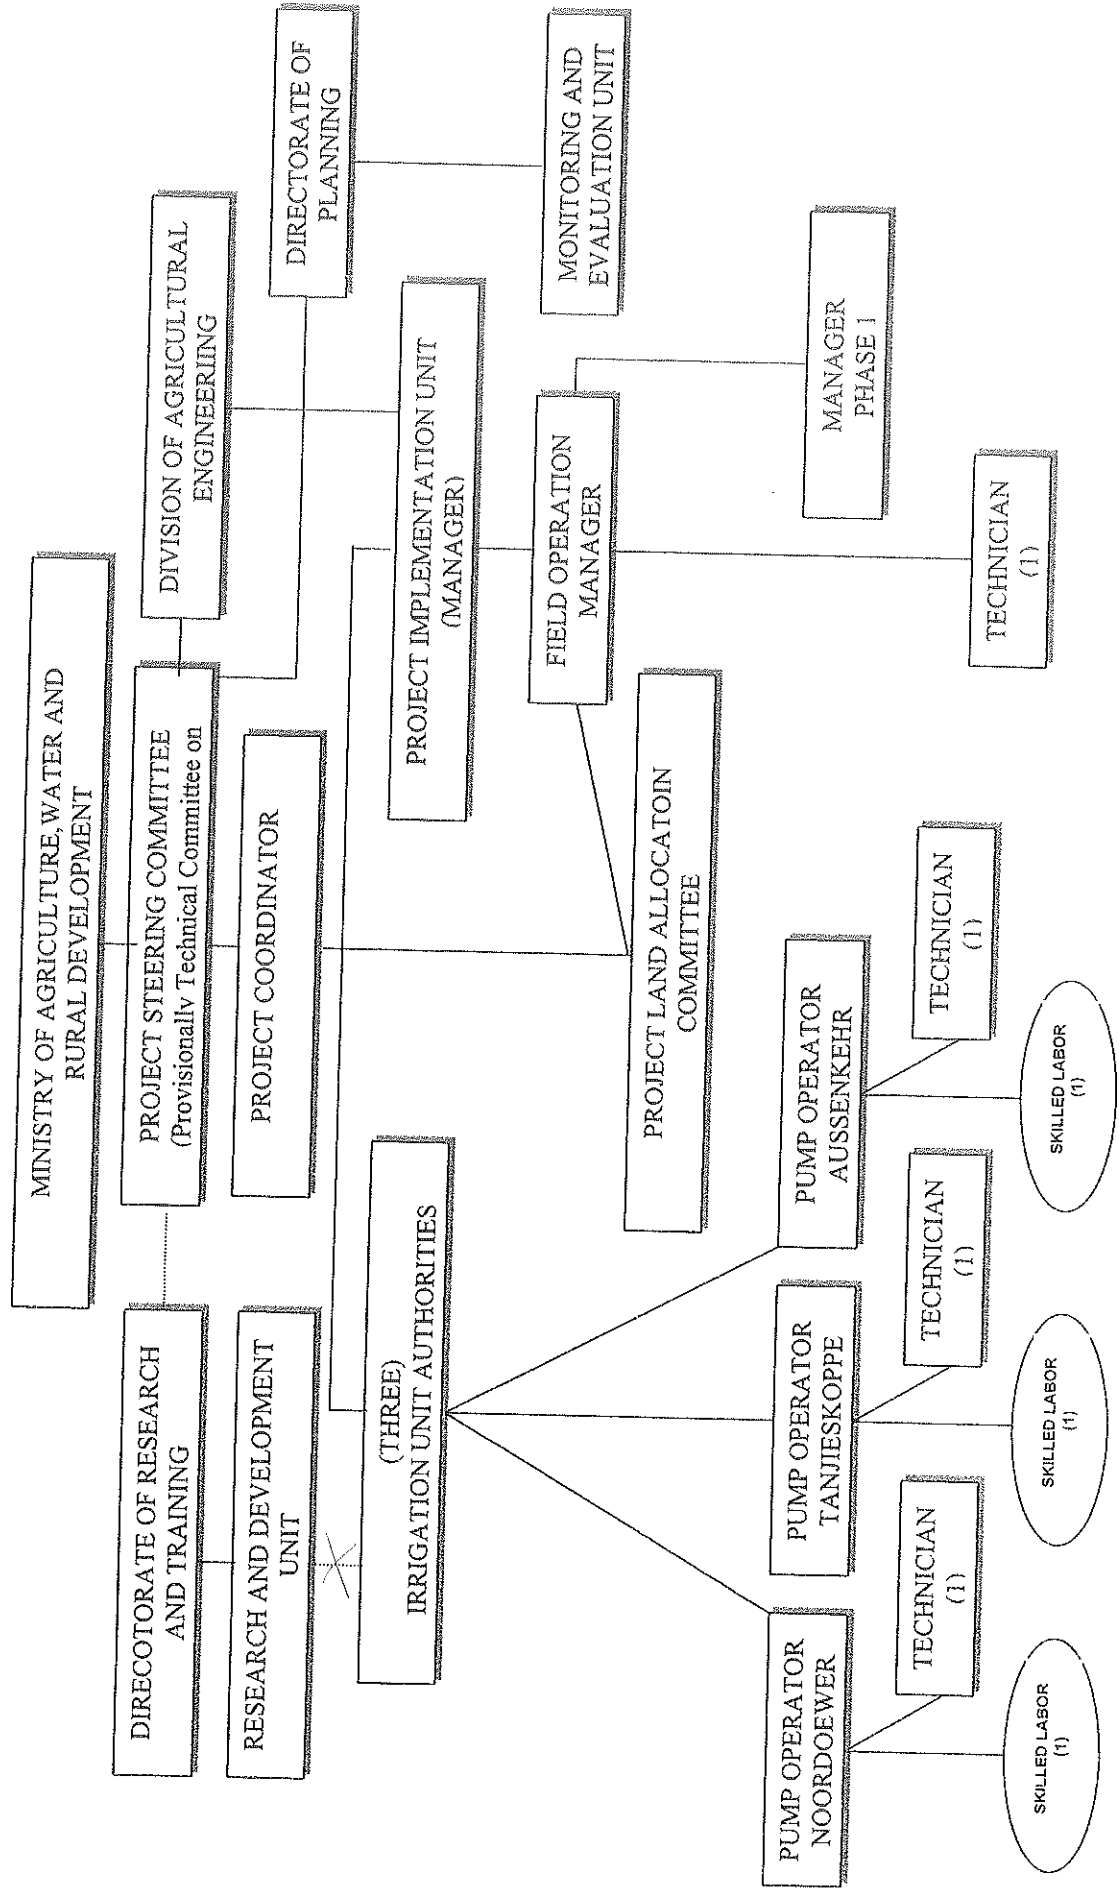 MINISTRY OF AGRICULTURE,WATER AND
RURAL DEVELOPMENT
DIRECOTORATE OF RESEARCH
AND TRAINING
PROJECT STEERING COMMITTEE
(Provisionally Technical Committee on
DIVISION OF AGRICULTURAL
ENGINEERIING
RESEARCH AND DEVELOPMENT
UNIT
PROJECT COORDINATOR
DIRECTORATE OF
PLANNING
(THREE)
IRRIGATION UNIT AUTHORITIES
PROJECT IMPLEMENTATION UNIT
(MANAGER)
FIELD OPERATION
MANAGER
MONITORING AND
EVALUATION UNIT
PROJECT LAND ALLOCATOIN
COMMITTEE
PUMP OPERATOR
NOORDOEWER
PUMP OPERATOR
TANJIESKOPPE
PUMP OPERATOR
AUSSENKEHR
MANAGER
PHASE 1
TECHNICIAN
(1)
TECHNICIAN
(1)
TECHNICIAN
(1)
TECHNICIAN
(1)
SKILLED LABOR
(1)
SKILLED LABOR
(1)
SKILLED LABOR
(1)